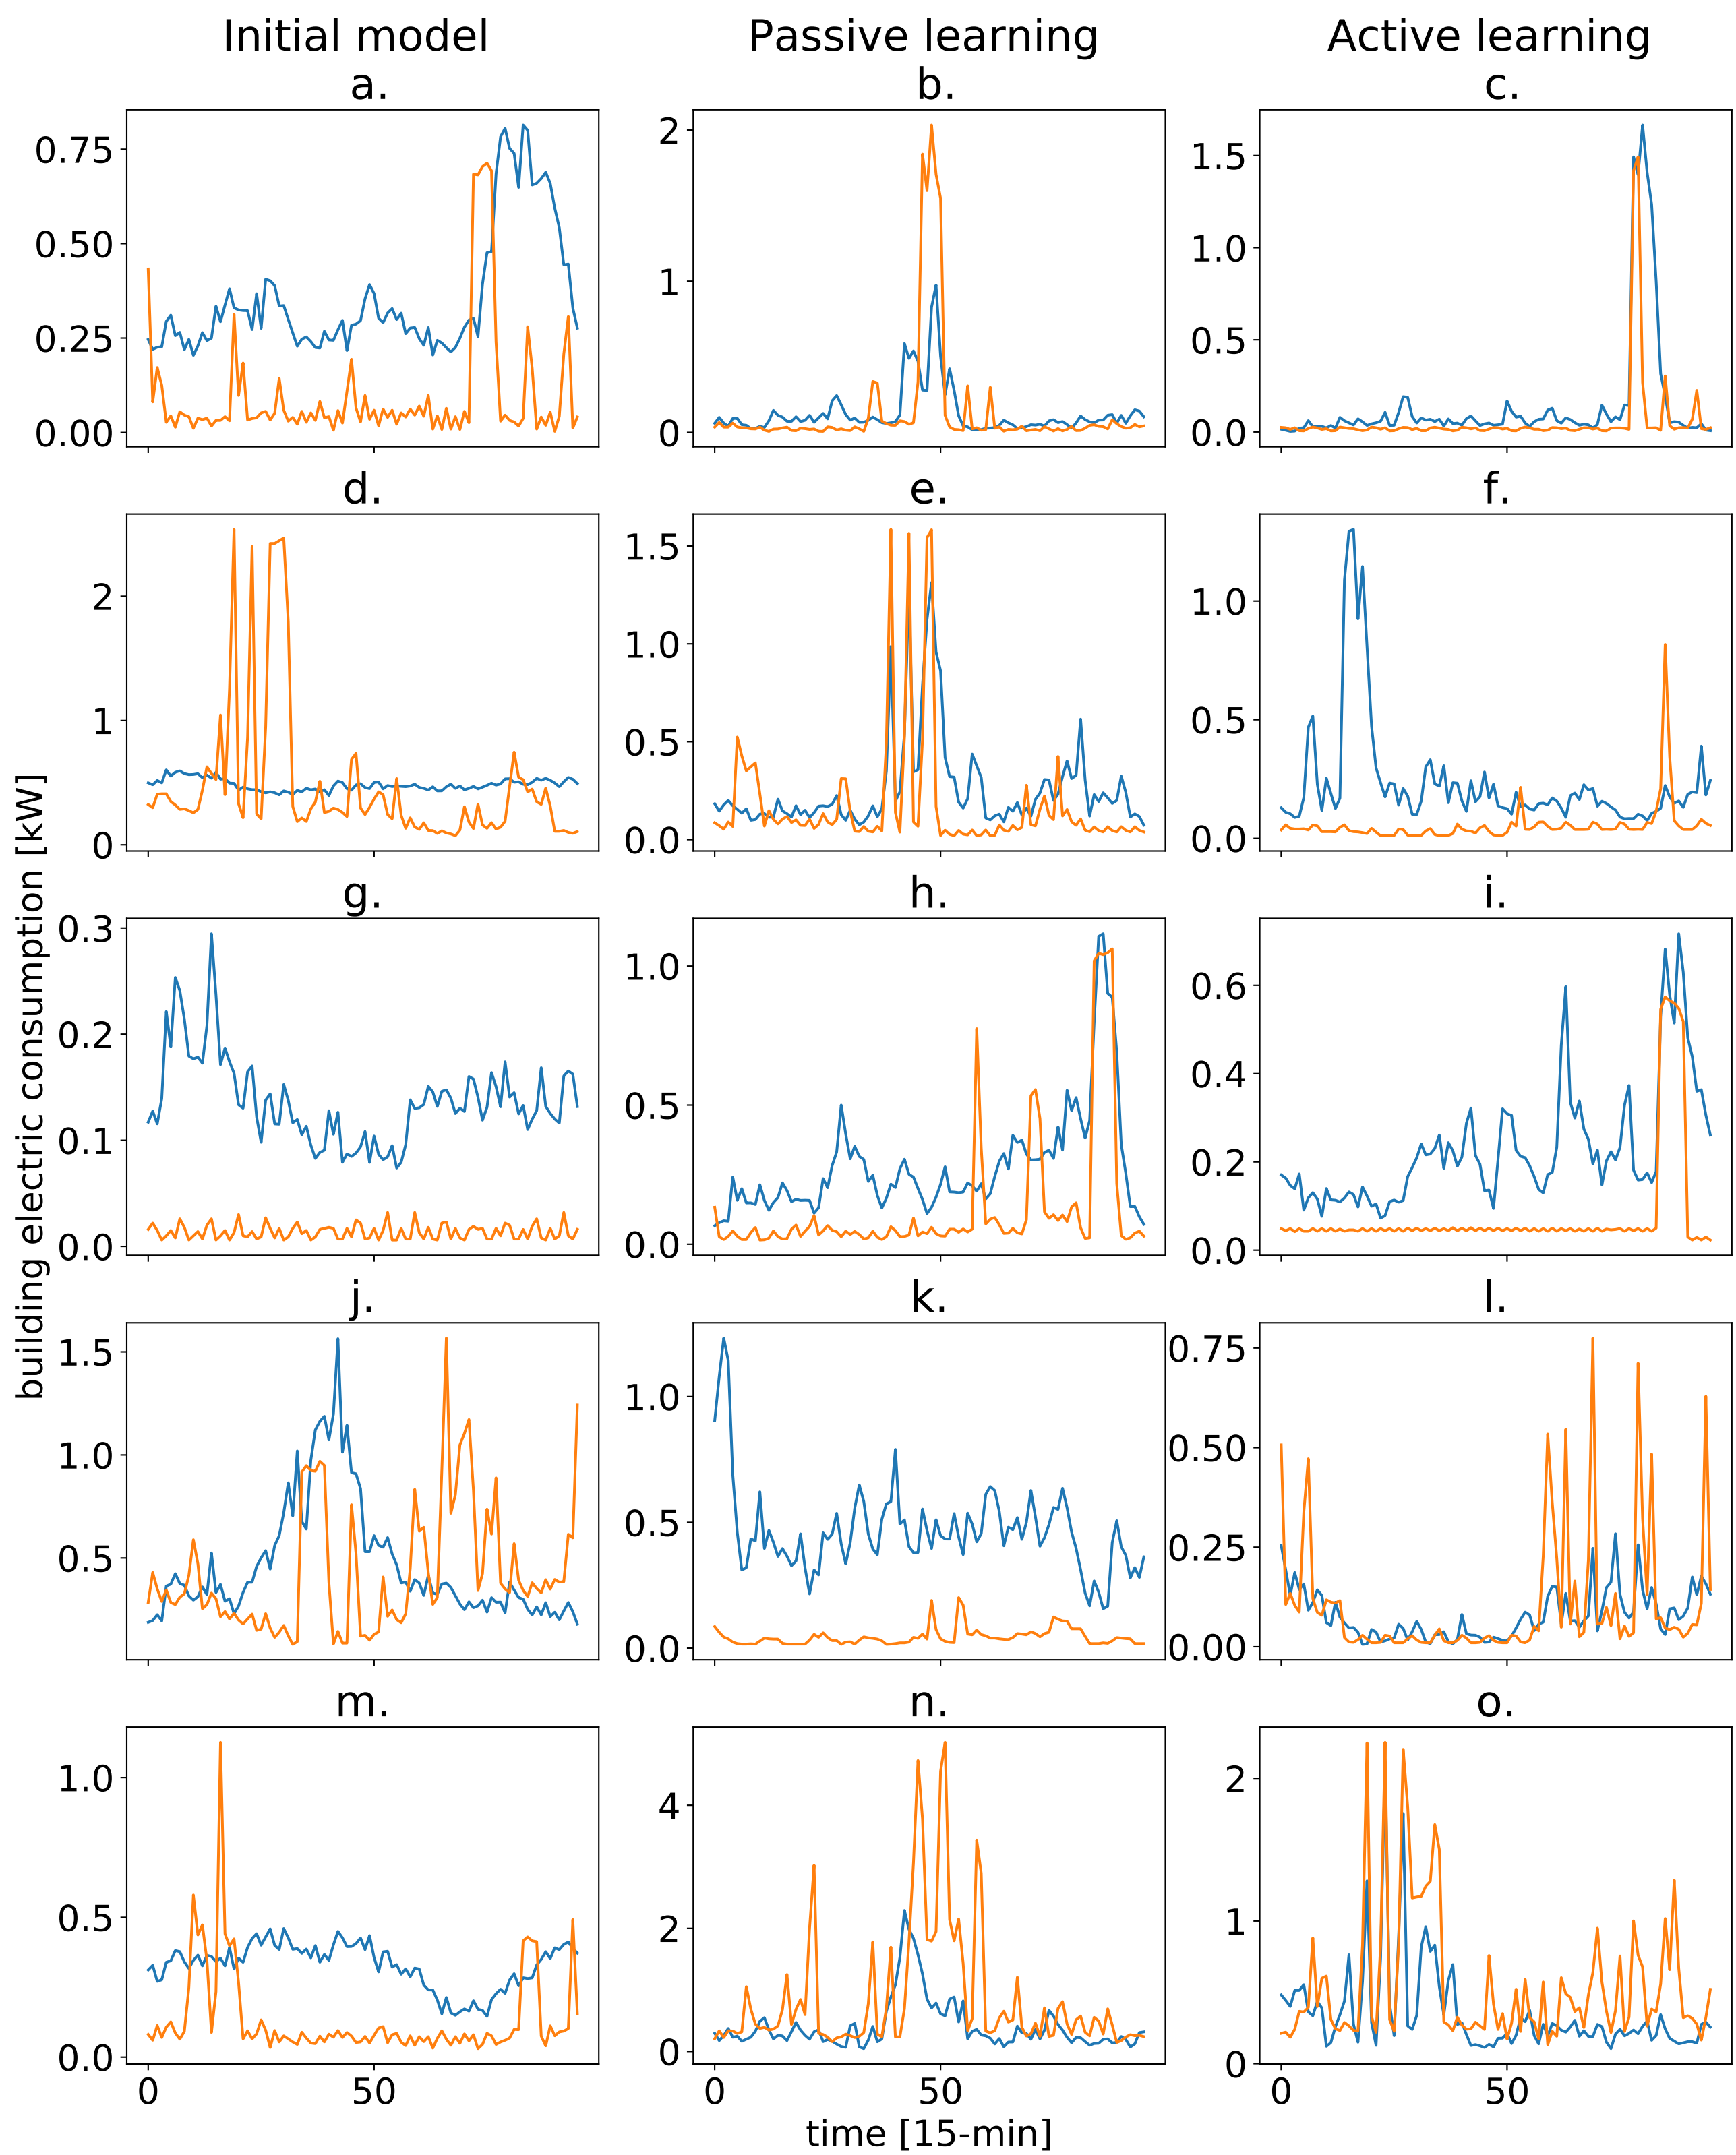 Initial model
Passive learning
Active learning
a.
b.
c.
0.75
0.50
0.25
0.00
2
1
0
1.5
1.0
0.5
0.0
d.
e.
f.
2
1
0
1.5
1.0
0.5
0.0
1.0
0.5
0.0
building electric consumption [kW]
g.
h.
i.
0.3
0.2
0.1
0.0
1.0
0.5
0.0
0.6
0.4
0.2
0.0
j.
k.
l.
1.5
1.0
0.5
1.0
0.5
0.0
0.75
0.50
0.25
0.00
m.
n.
o.
1.0
0.5
0.0
4
2
0
2
1
0
0 50
0 50
0 50
time [15-min]